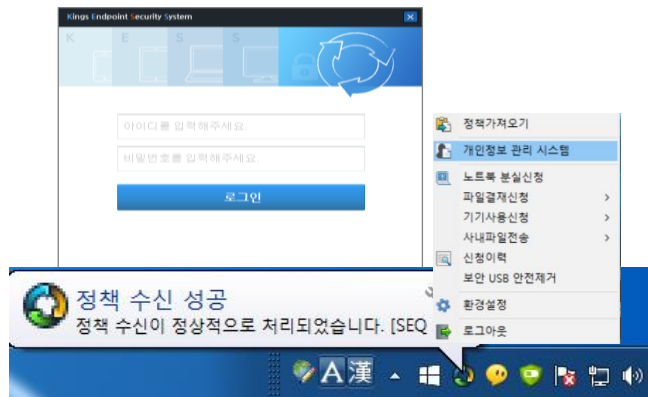 Kings Endpoint Security System
K E S S
아이디를 입력해주세요.
비밀번호를 입력해주세요.
로그인
정책가져오기
개인정보 관리 시스템
노트북 분실신청
파일결재신청
기기사용신청
사내파일전송
신청이력
보안 USB 안전제거
환경설정
로그아웃
정책 수신 성공
정책 수신이 정상적으로 처리되었습니다. [SEQ
A 漢